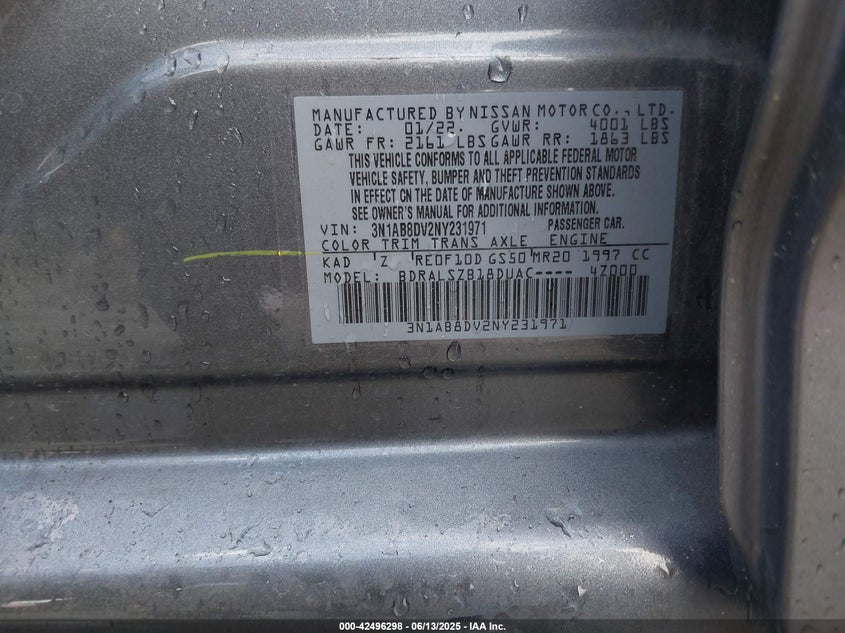 MANUFACTURED BY NISSAN MOTOR CO., LTD.
DATE: 01/22. GVWR: 4001 LBS
GAWR FR: 2161 LBS GAWR RR: 1863 LBS
THIS VEHICLE CONFORMS TO ALL APPLICABLE FEDERAL MOTOR
VEHICLE SAFETY, BUMPER AND THEFT PREVENTION STANDARDS
IN EFFECT ON THE DATE OF MANUFACTURE SHOWN ABOVE.
SEE OWNER'S MANUAL FOR ADDITIONAL INFORMATION.
VIN: 3N1AB8DV2NY231971 PASSENGER CAR.
COLOR TRIM TRANS AXLE ENGINE
KAD Z RE0F10D GS50 MR20 1997 CC
MODEL: BDRALSZB18DUAC---- 4Z000
3N1AB8DV2NY231971
000-42496298 - 06/13/2025 - IAA Inc.